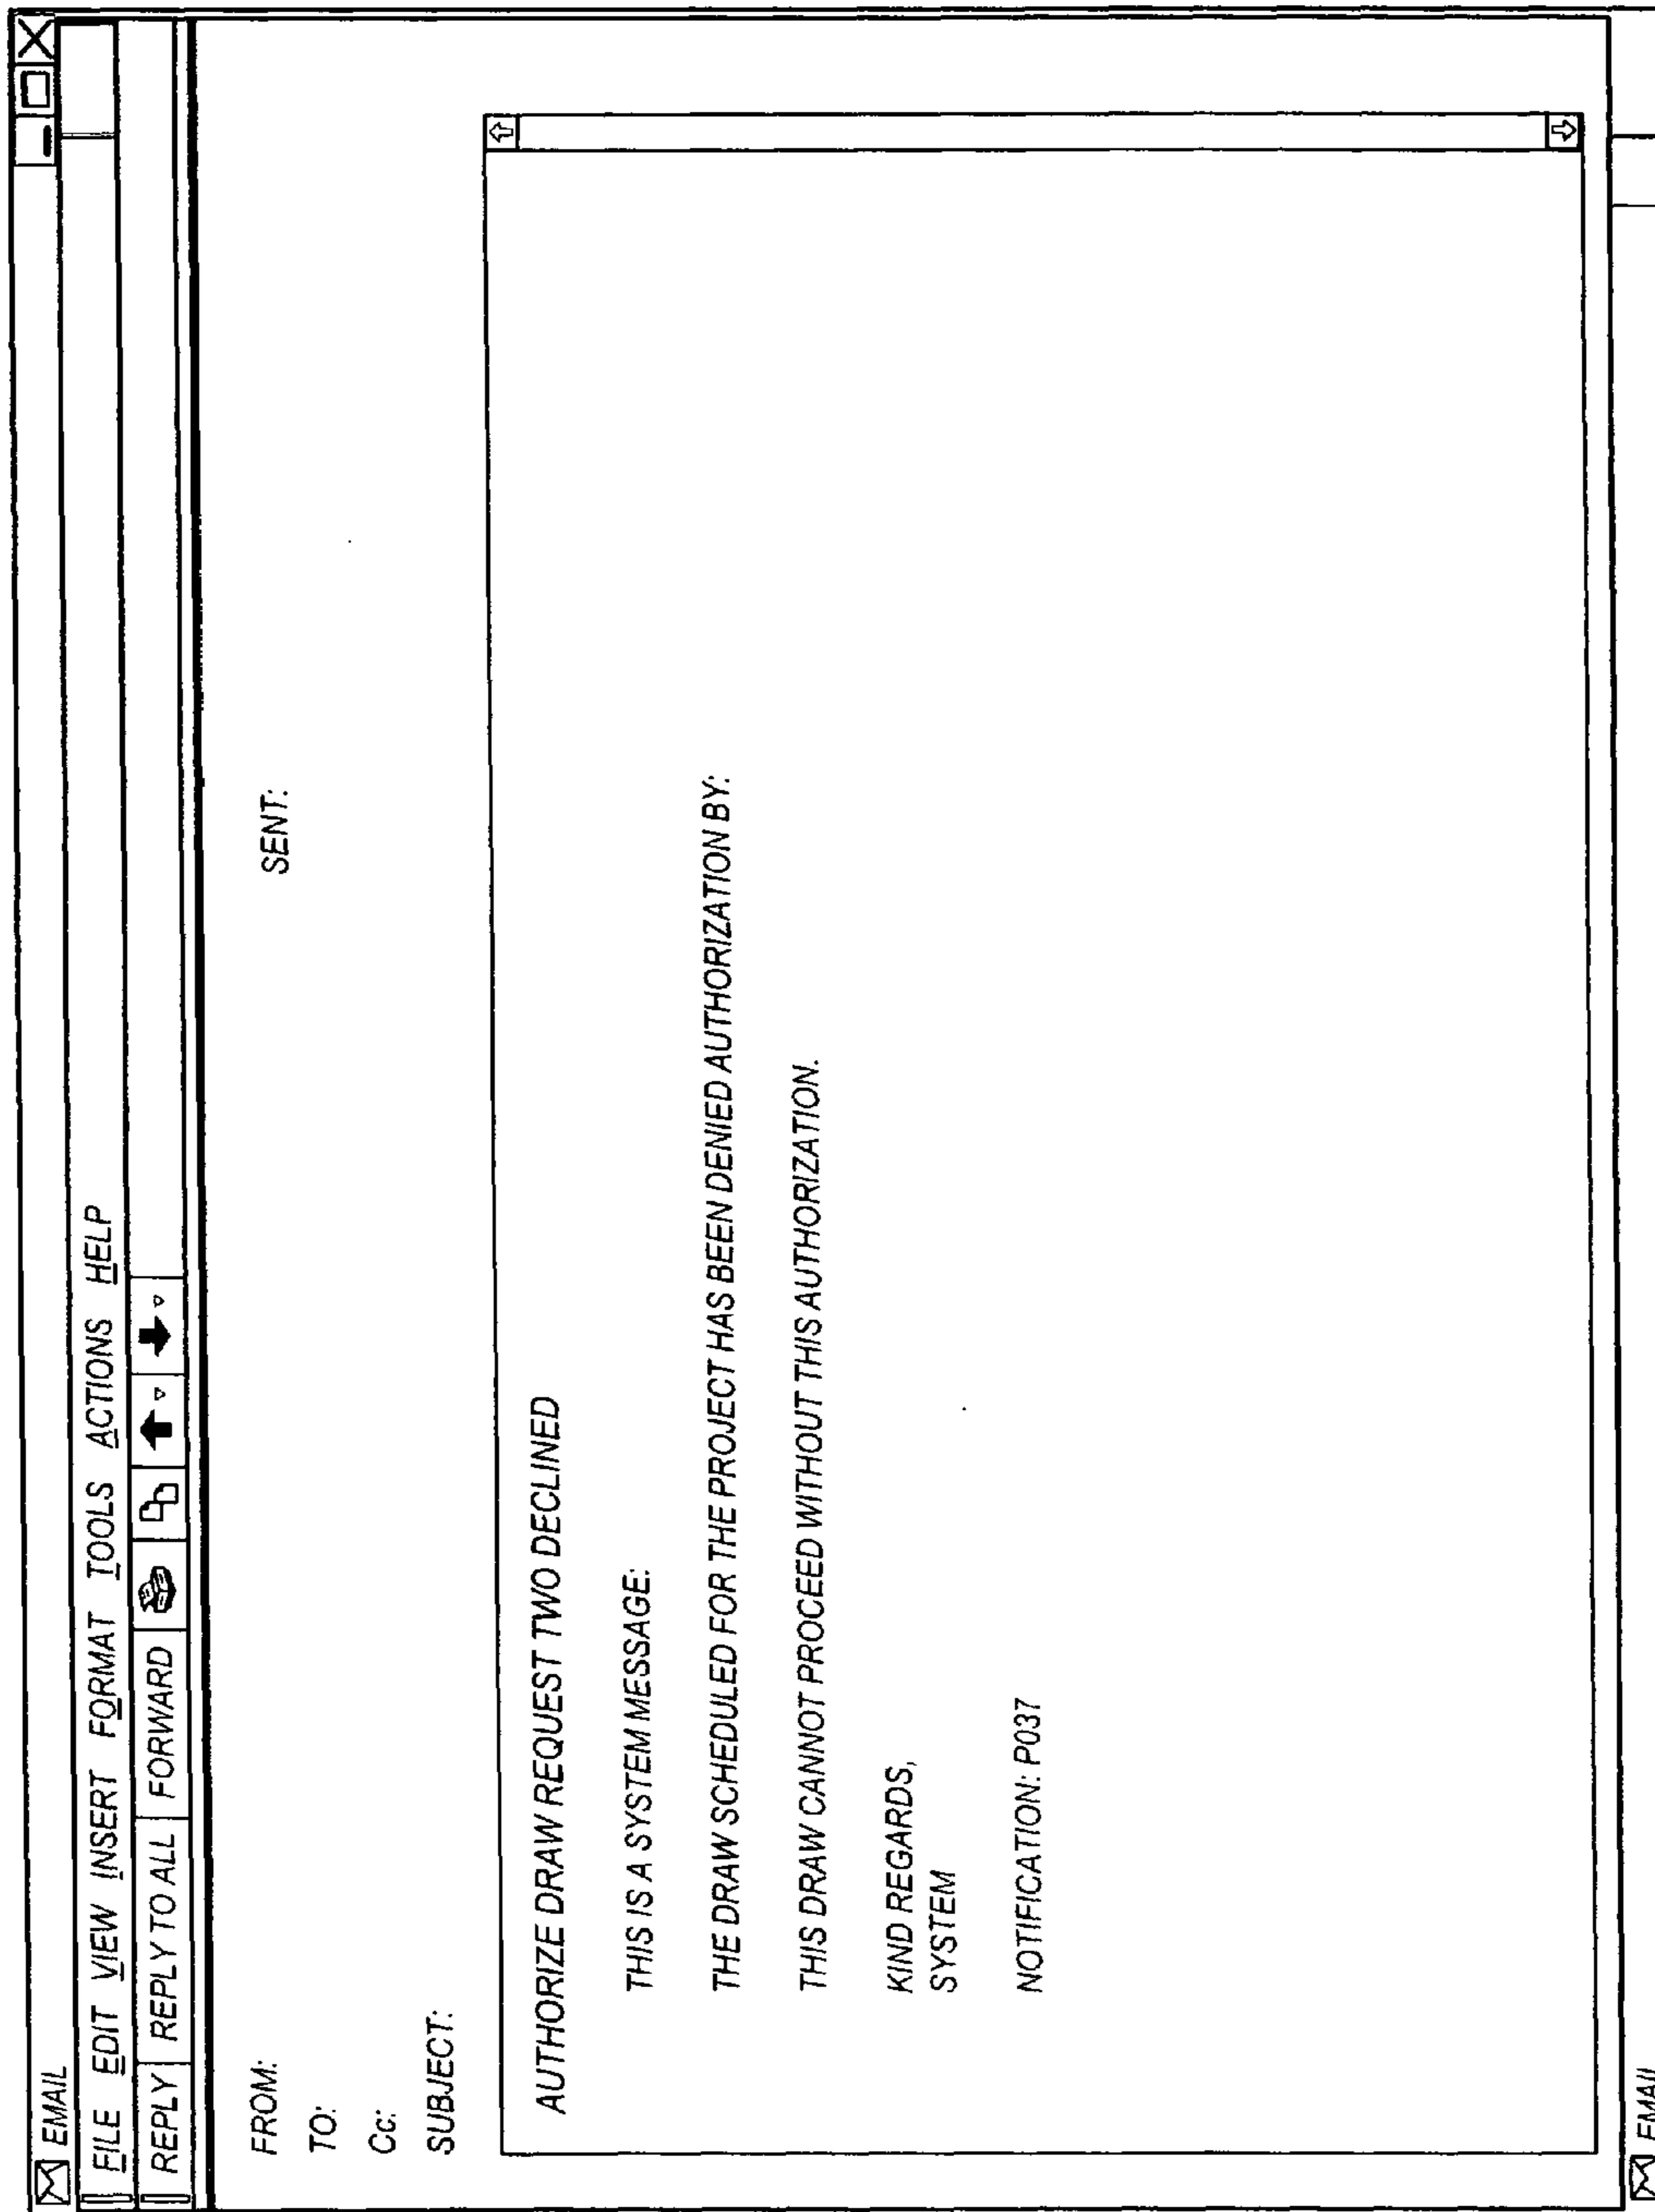 EMAIL
FILE EDIT VIEW INSERT FORMAT TOOLS ACTIONS HELP
REPLY REPLY TO ALL FORWARD
FROM: SENT:
TO:
Cc:
SUBJECT:
AUTHORIZE DRAW REQUEST TWO DECLINED
THIS IS A SYSTEM MESSAGE:
THE DRAW SCHEDULED FOR THE PROJECT HAS BEEN DENIED AUTHORIZATION BY:
THIS DRAW CANNOT PROCEED WITHOUT THIS AUTHORIZATION.
KIND REGARDS,
SYSTEM
NOTIFICATION: P037
EMAIL